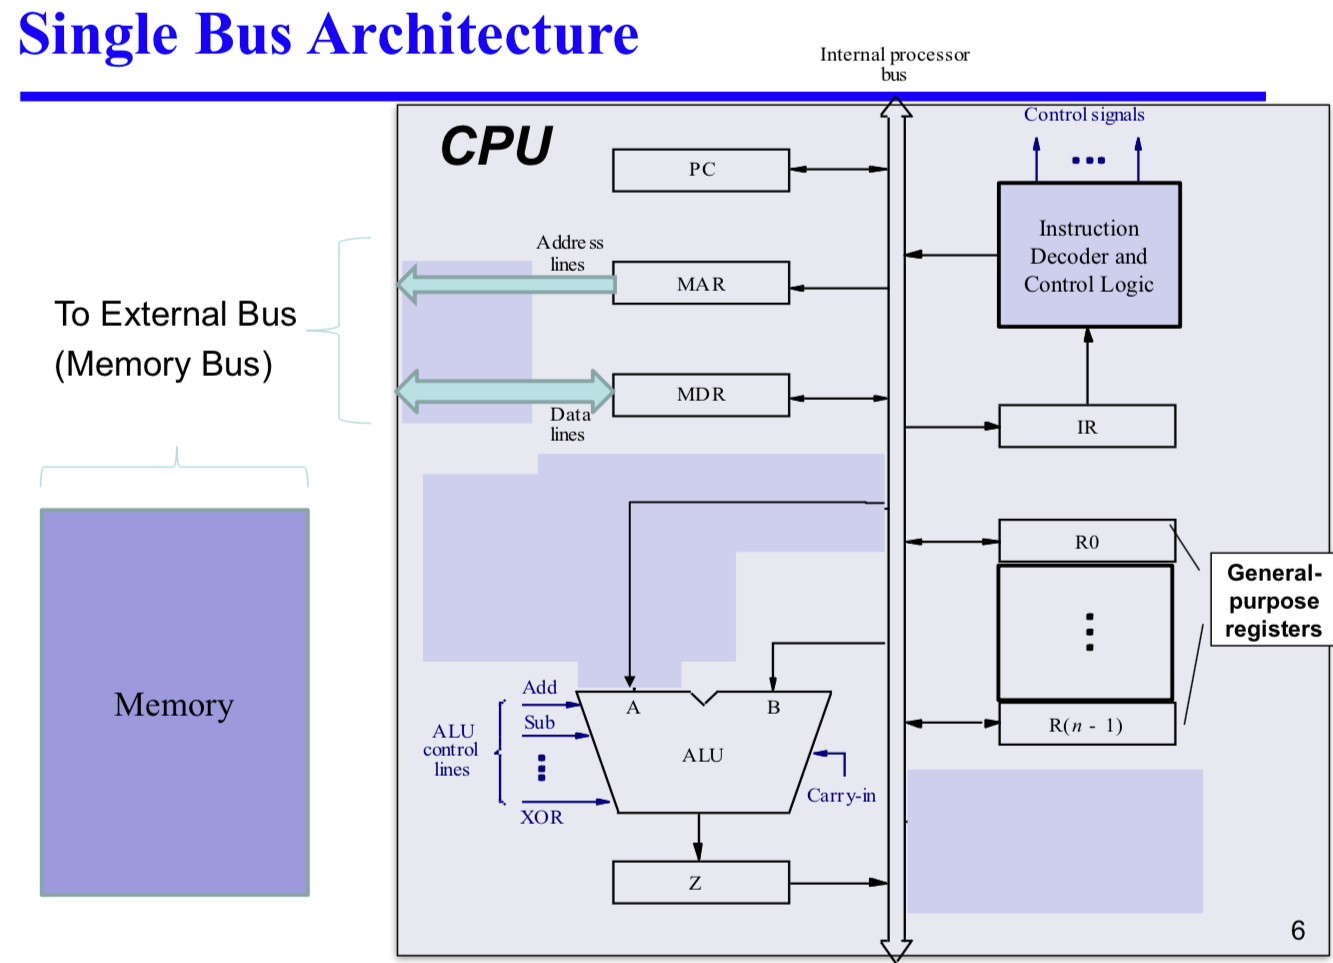 Single Bus Architecture
Internal processor
bus
CPU
Control signals
PC
Instruction
Decoder and
Control Logic
Address
lines
MAR
To External Bus
(Memory Bus)
MDR
Data
lines
IR
R0
General-
purpose
registers
R(n - 1)
Memory
Add
Sub
XOR
ALU
control
lines
A
B
ALU
Carry-in
Z
6